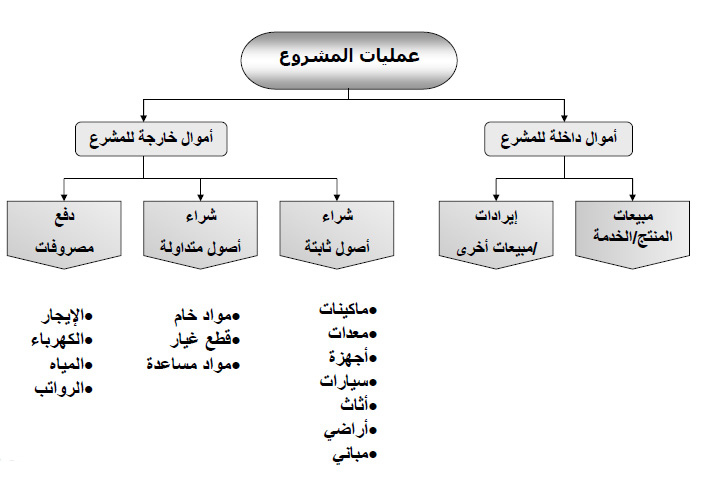 عمليات المشروع
أموال داخلة للمشرع
أموال خارجة للمشرع
مبيعات
المنتج/الخدمة
إيرادات
/مبيعات أخرى
شراء
أصول ثابتة
شراء
أصول متداولة
دفع
مصروفات
●ماكينات
●معدات
●أجهزة
●سيارات
●أثاث
●أراضي
●مباني
●مواد خام
●قطع غيار
●مواد مساعدة
●الإيجار
●الكهرباء
●المياه
●الرواتب